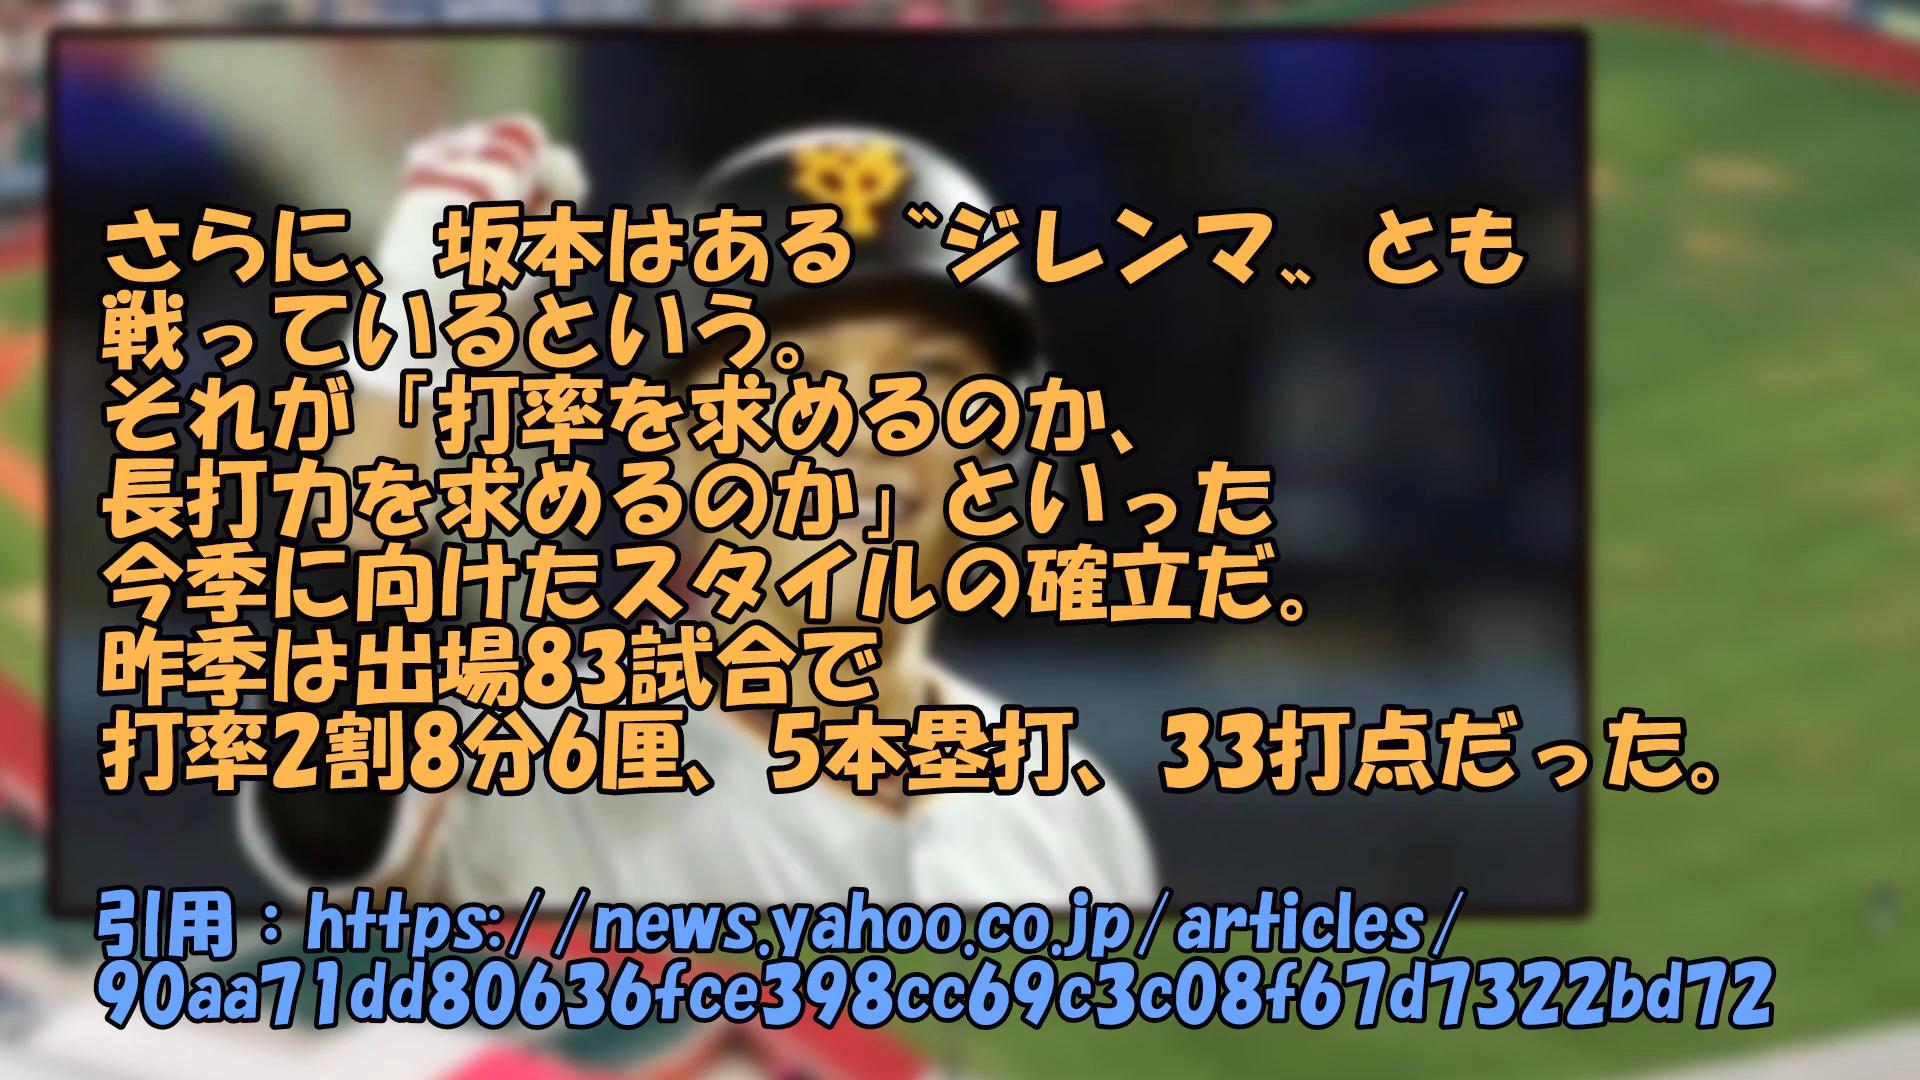 さらに、坂本はある〝ジレンマ〟とも
戦っているという。
それが「打率を求めるのか、
長打力を求めるのか」といった
今季に向けたスタイルの確立だ。
昨季は出場83試合で
打率2割8分6厘、5本塁打、33打点だった。
引用：https://news.yahoo.co.jp/articles/
90aa71dd80636fce398cc69c3c08f67d7322bd72